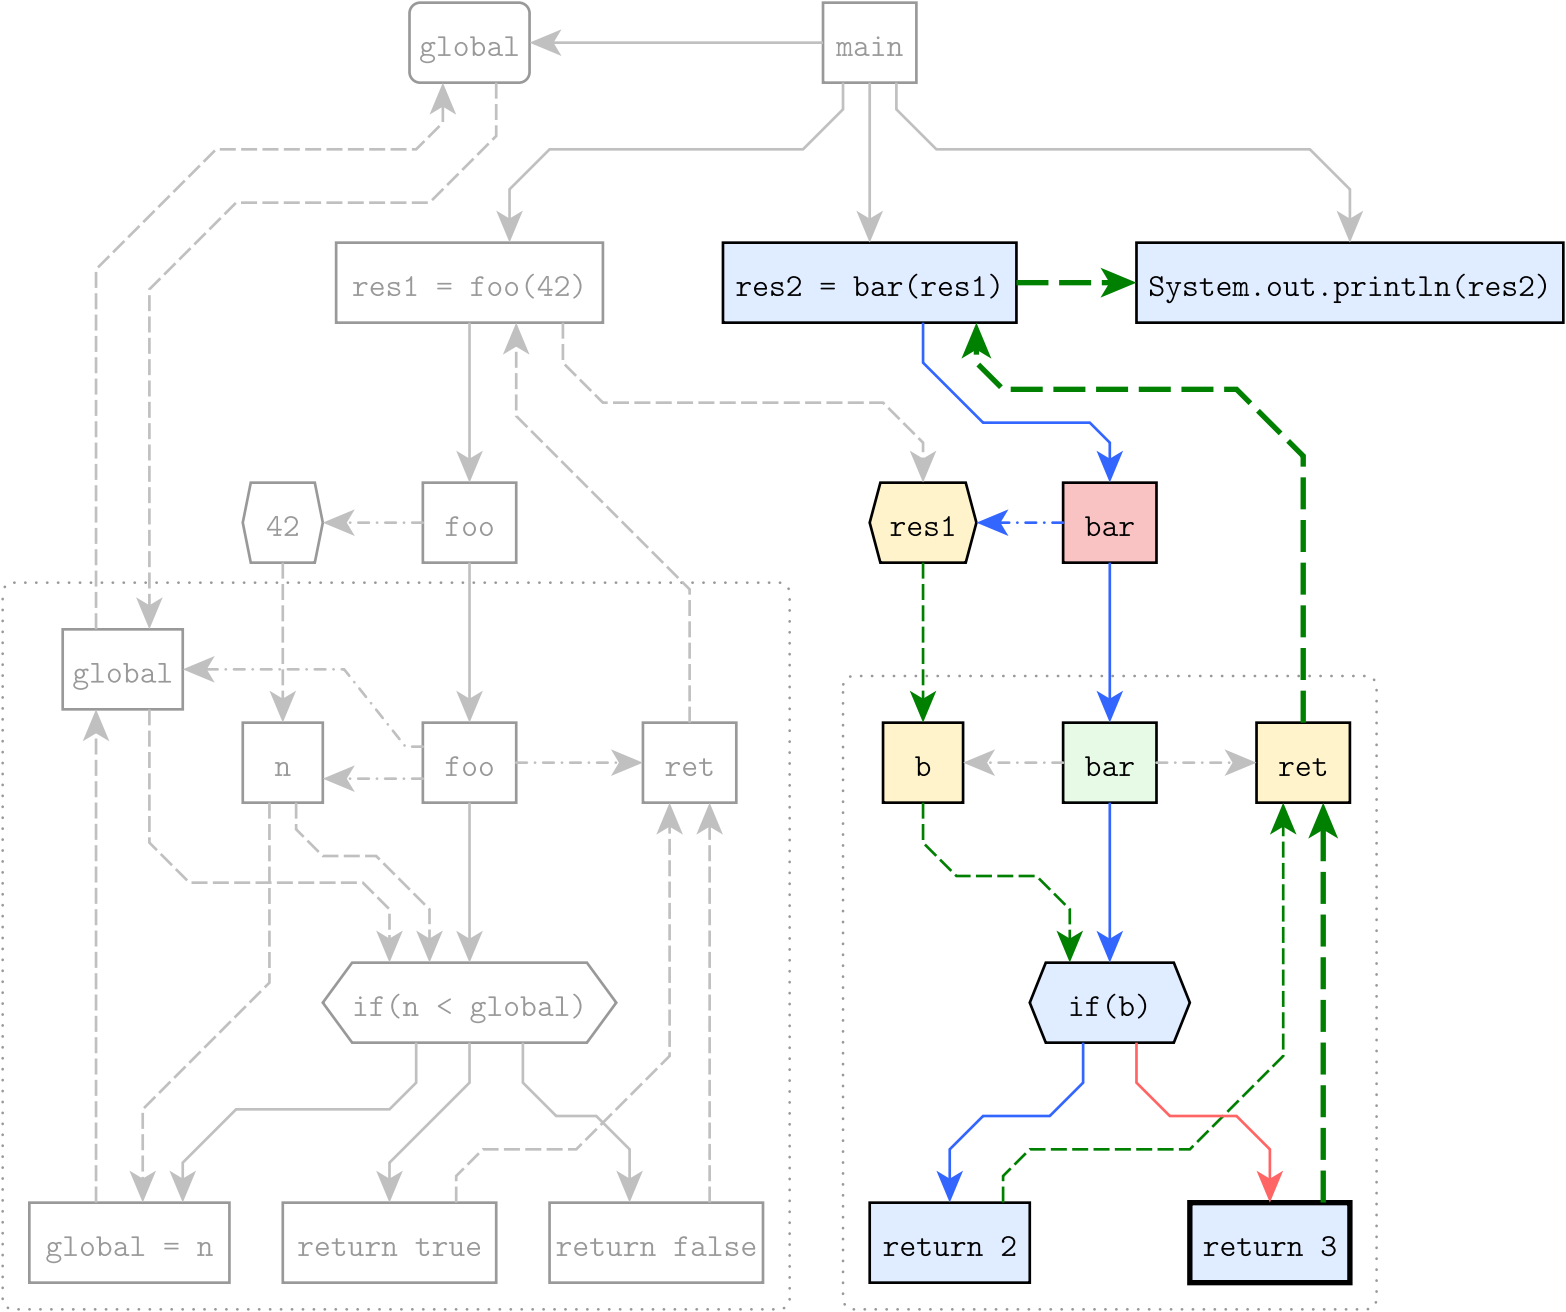 global
main
res1 = foo(42)
res2 = bar(res1)
System.out.println(res2)
42
foo
res1
bar
global
n
foo
ret
b
bar
ret
if(n < global)
if(b)
global = n
return true
return false
return 2
return 3